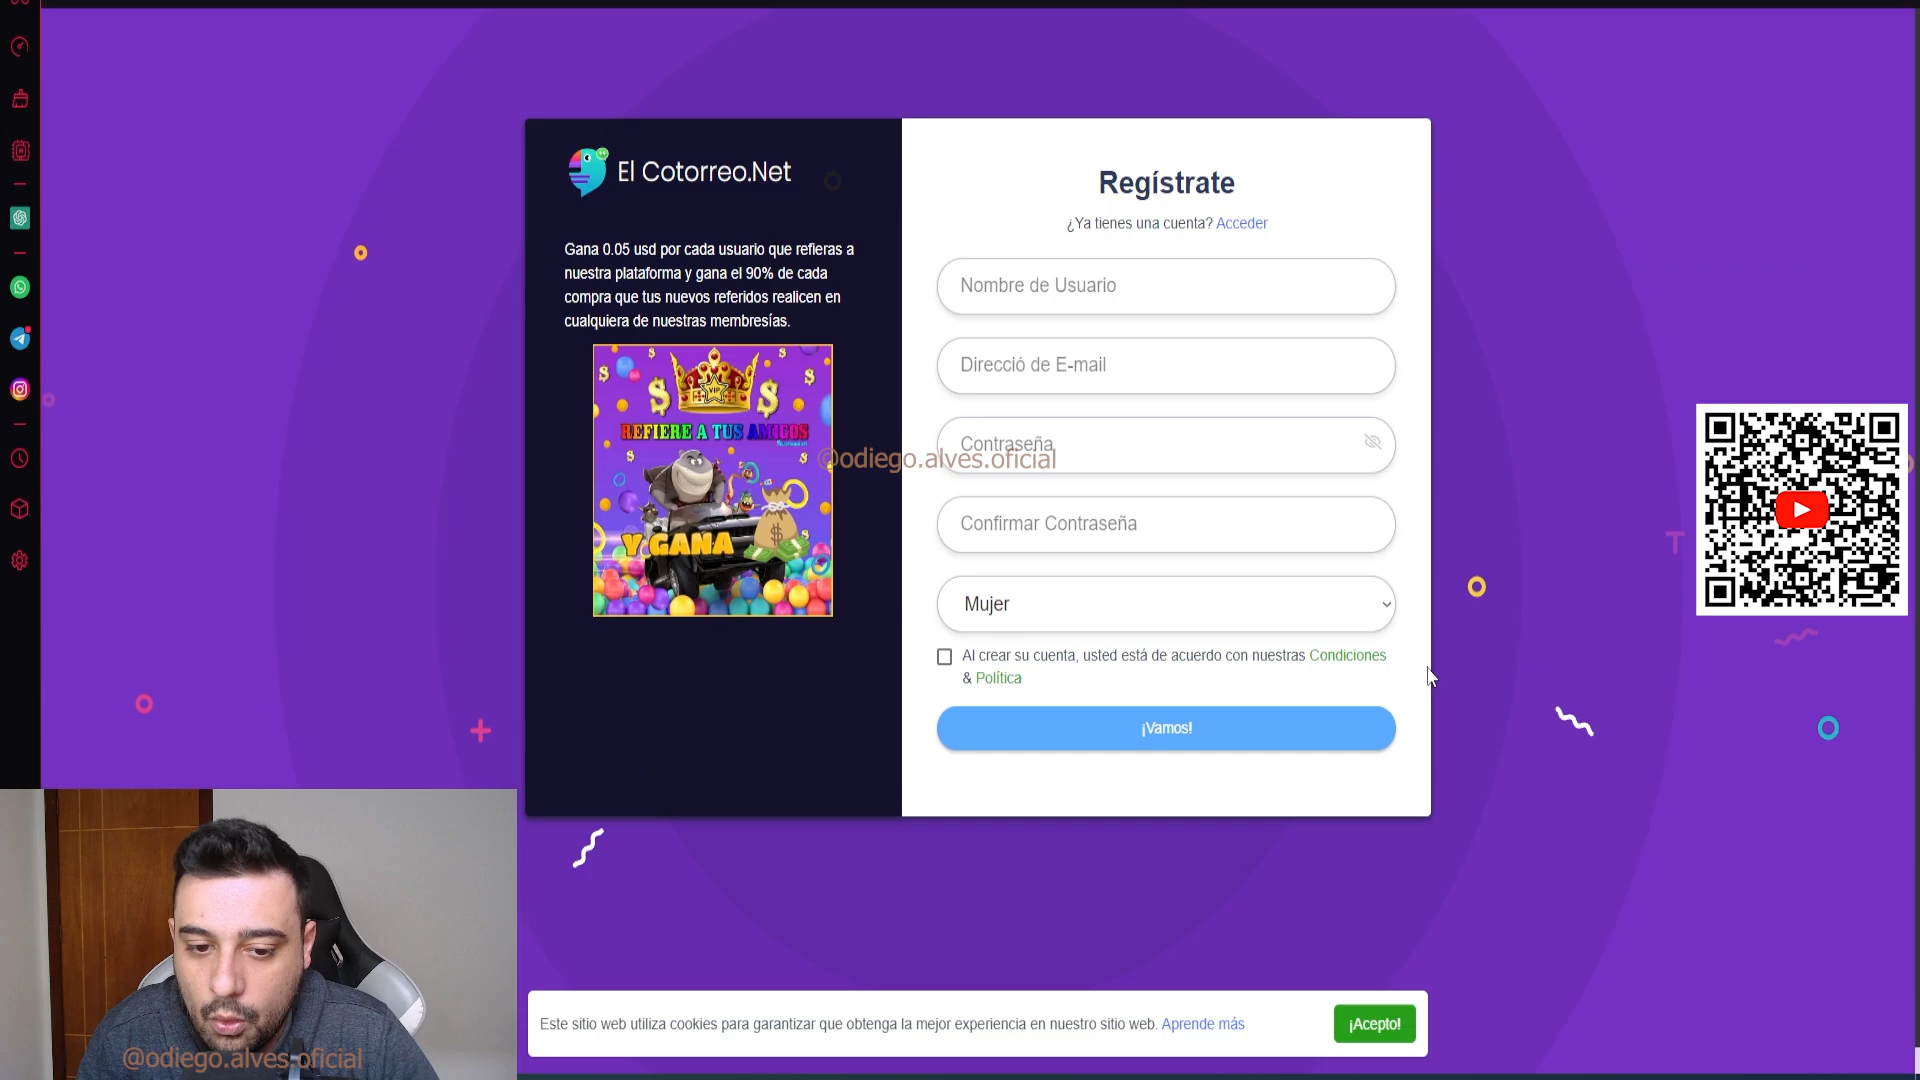 El Cotorreo.Net
Gana 0.05 usd por cada usuario que refieras a
nuestra plataforma y gana el 90% de cada
compra que tus nuevos referidos realicen en
cualquiera de nuestras membresías.
VIP
REFIERE A TUS AMIGOS
Y GANA
Regístrate
¿Ya tienes una cuenta? Acceder
Nombre de Usuario
Direcció de E-mail
Contraseña
@odiego.alves.oficial
Confirmar Contraseña
Mujer
Al crear su cuenta, usted está de acuerdo con nuestras Condiciones
& Política
¡Vamos!
Este sitio web utiliza cookies para garantizar que obtenga la mejor experiencia en nuestro sitio web. Aprende más
¡Acepto!
@odiego.alves.oficial